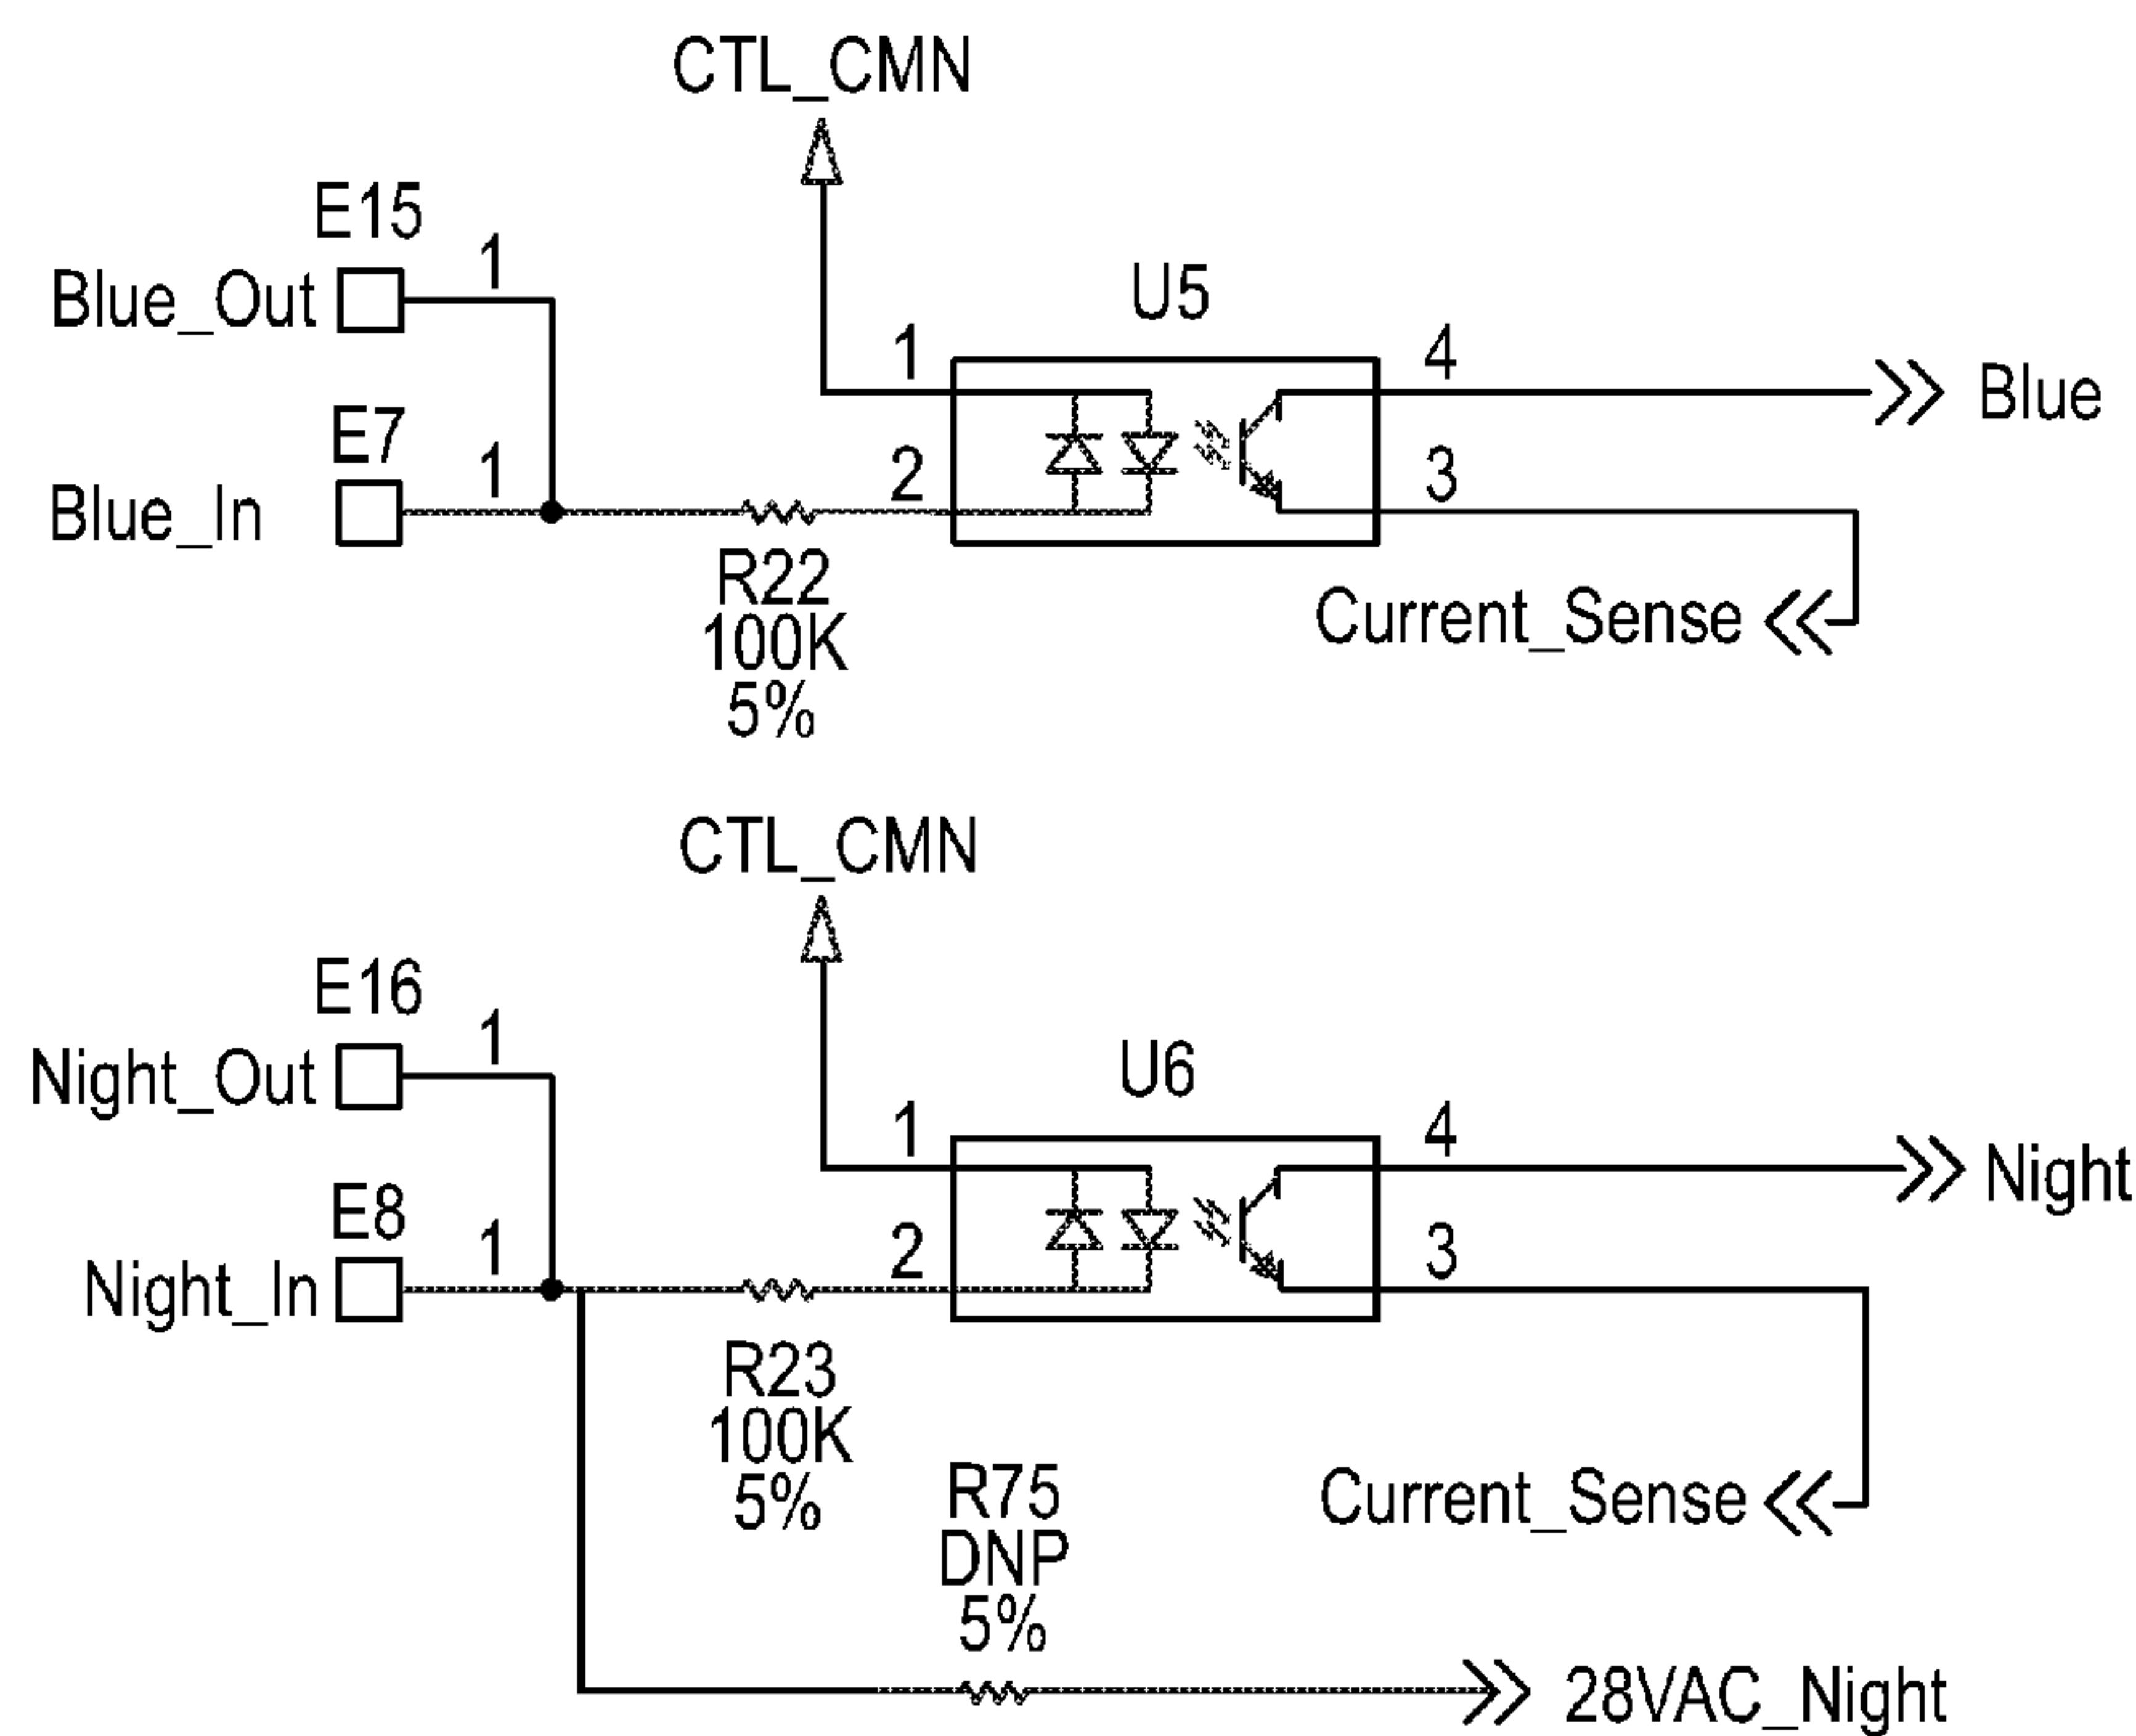 CTL_CMN
E15
1
Blue_Out
U5
1
4
Blue
E7
1
2
3
Blue_In
R22
100K
5%
Current_Sense
CTL_CMN
E16
1
Night_Out
U6
1
4
Night
E8
1
2
3
Night_In
R23
100K
5%
Current_Sense
R75
DNP
5%
28VAC_Night